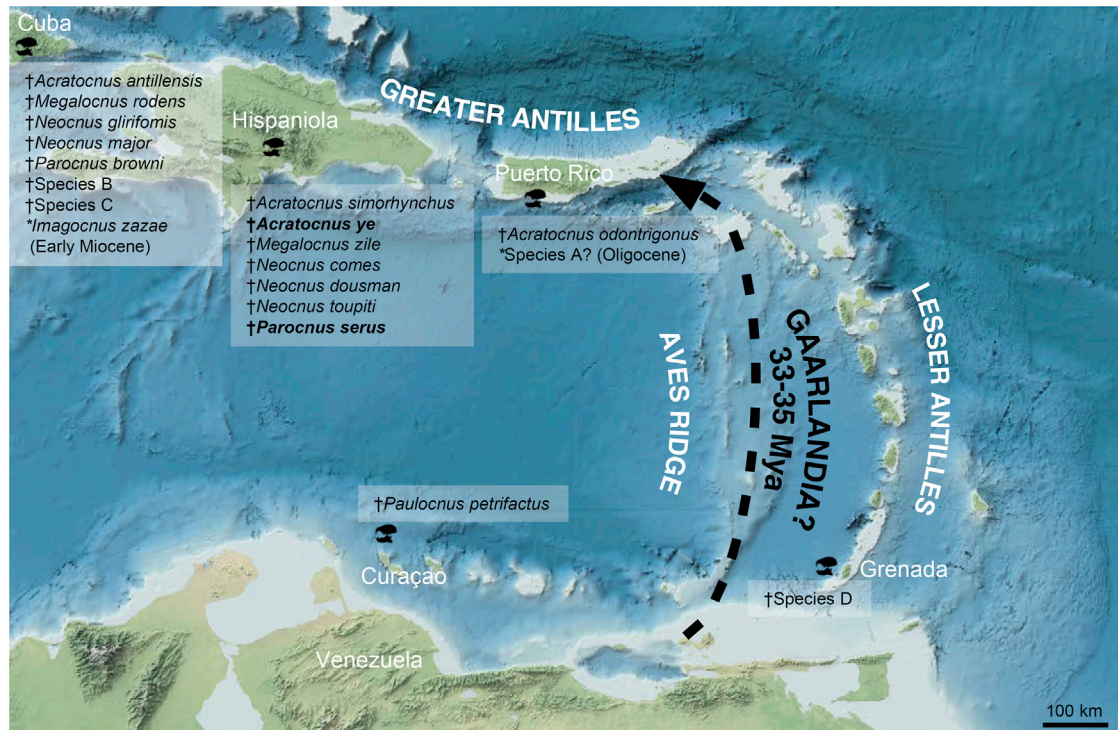 Cuba
†Acratocnus antillensis
†Megalocnus rodens
†Neocnus glirifomis
†Neocnus major
†Parocnus browni
†Species B
†Species C
*Imagocnus zazae
(Early Miocene)
Hispaniola
†Acratocnus simorhynchus
†Acratocnus ye
†Megalocnus zile
†Neocnus comes
†Neocnus dousman
†Neocnus toupiti
†Parocnus serus
GREATER ANTILLES
Puerto Rico
†Acratocnus odontrigonus
*Species A? (Oligocene)
AVES RIDGE
GAARLANDIA?
33-35 Mya
LESSER ANTILLES
†Paulocnus petrifactus
Curaçao
Grenada
†Species D
Venezuela
100 km